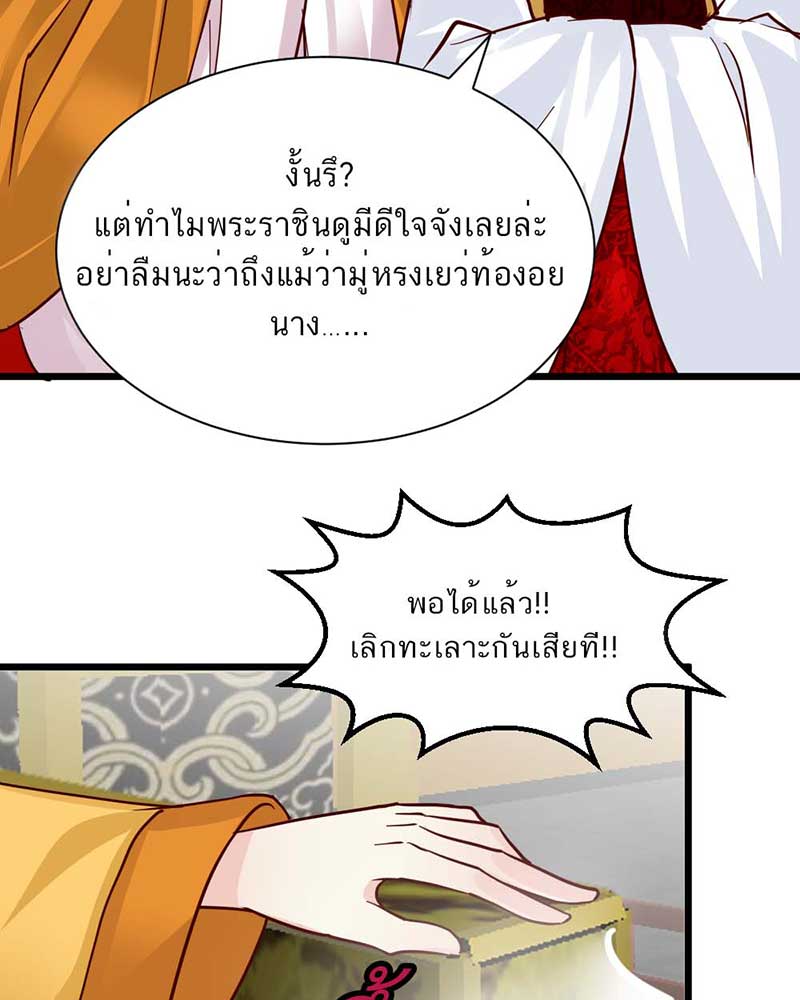 งั้นรึ?
แต่ทำไมพระราชินดูมีดีใจจังเลยล่ะ
อย่าลืมนะว่าถึงแม้ว่ามู่หรงเยว่ท้องอย
นาง......
พอได้แล้ว!!
เลิกทะเลาะกันเสียที!!